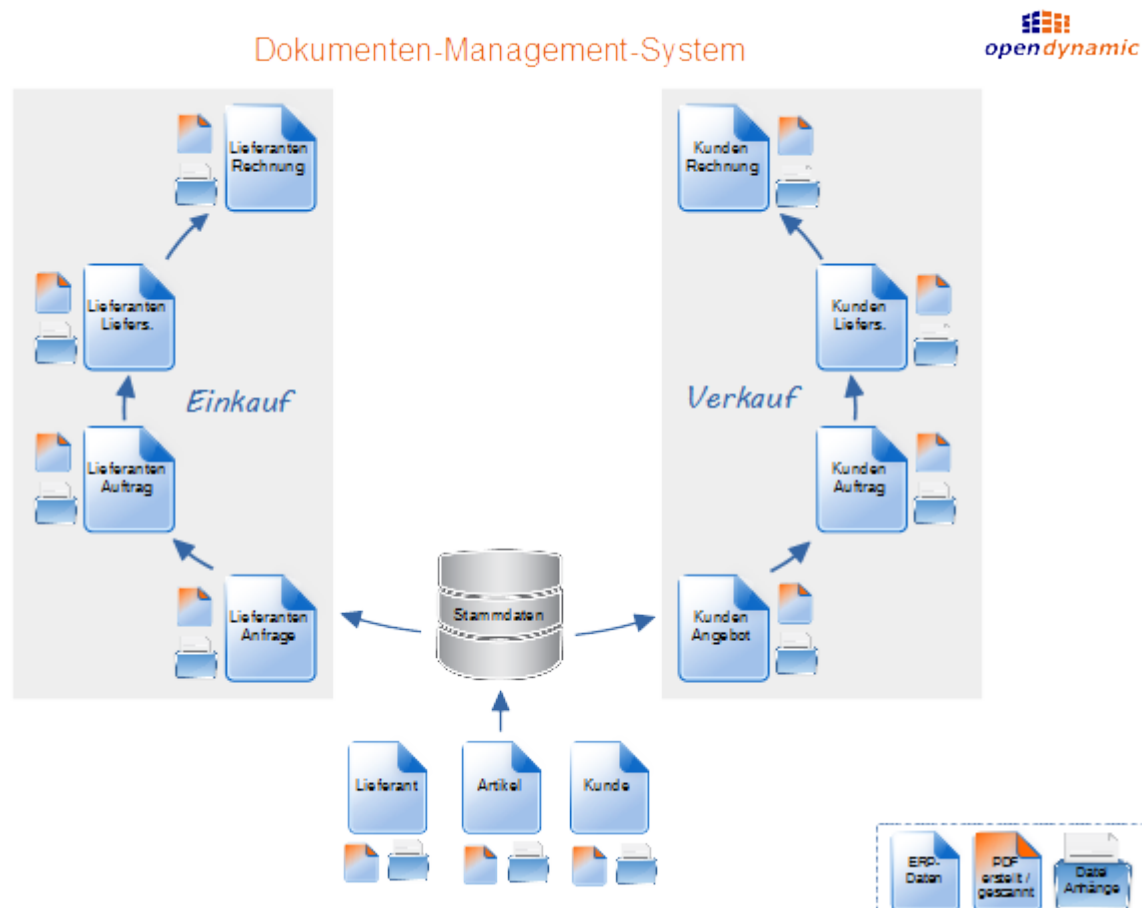 Dokumenten-Management-System
opendynamic
Lieferanten
Rechnung
Lieferanten
Liefers.
Einkauf
Lieferanten
Auftrag
Lieferanten
Anfrage
Stammdaten
Kunden
Rechnung
Kunden
Liefers.
Verkauf
Kunden
Auftrag
Kunden
Angebot
Lieferant
Artikel
Kunde
ERP-
Daten
PDF
erstellt /
gescannt
Datei
Anhänge